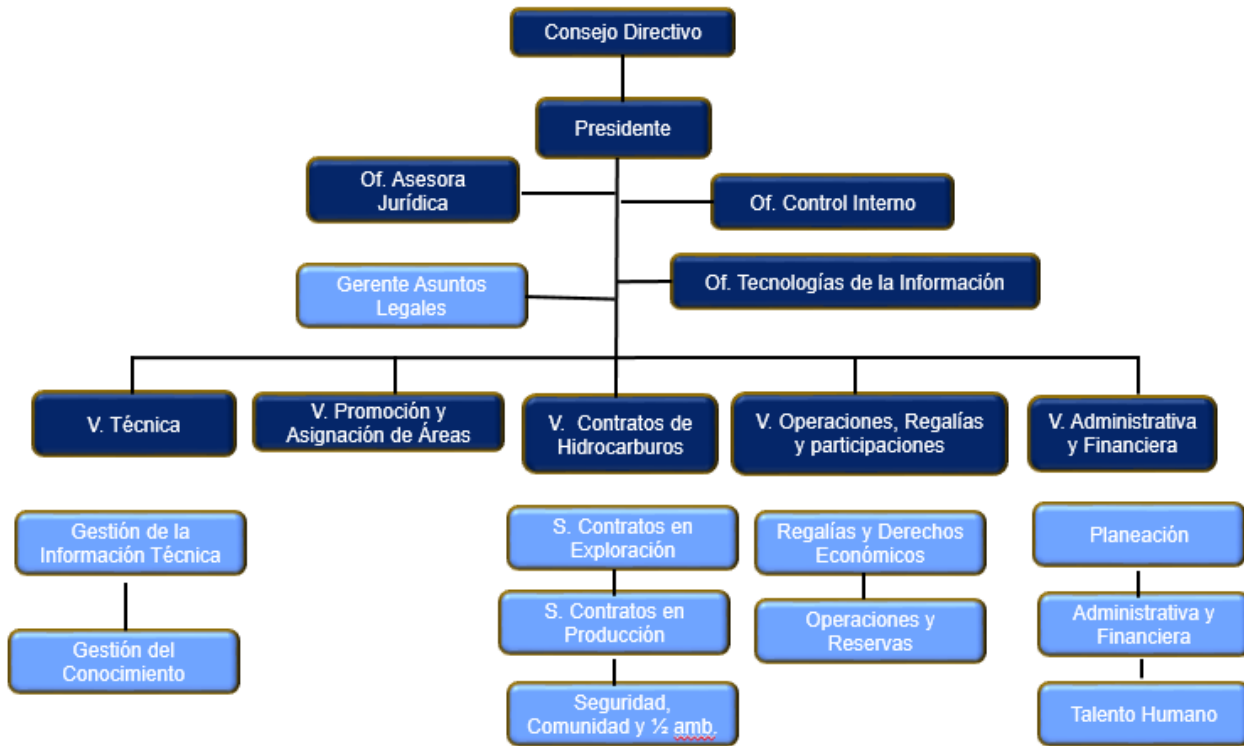 Consejo Directivo
Presidente
Of. Asesora
Jurídica
Of. Control Interno
Gerente Asuntos
Legales
Of. Tecnologías de la Información
V. Técnica
V. Promoción y
Asignación de Áreas
V. Contratos de
Hidrocarburos
V. Operaciones, Regalías
y participaciones
V. Administrativa
y Financiera
Gestión de la
Información Técnica
S. Contratos en
Exploración
Regalías y Derechos
Económicos
Planeación
Gestión del
Conocimiento
S. Contratos en
Producción
Operaciones y
Reservas
Administrativa y
Financiera
Seguridad,
Comunidad y ½ amb.
Talento Humano